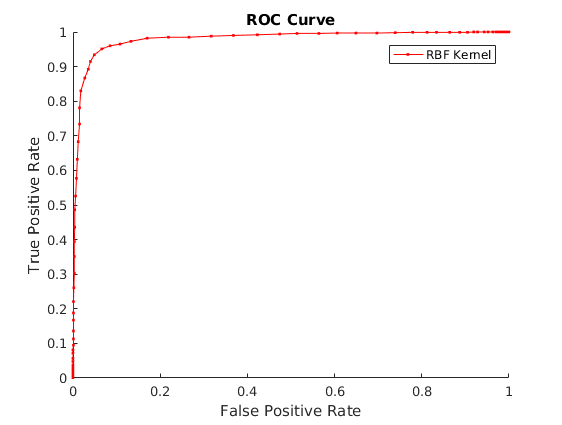 ROC Curve
RBF Kernel
True Positive Rate
1
0.9
0.8
0.7
0.6
0.5
0.4
0.3
0.2
0.1
0
0 0.2 0.4 0.6 0.8 1
False Positive Rate